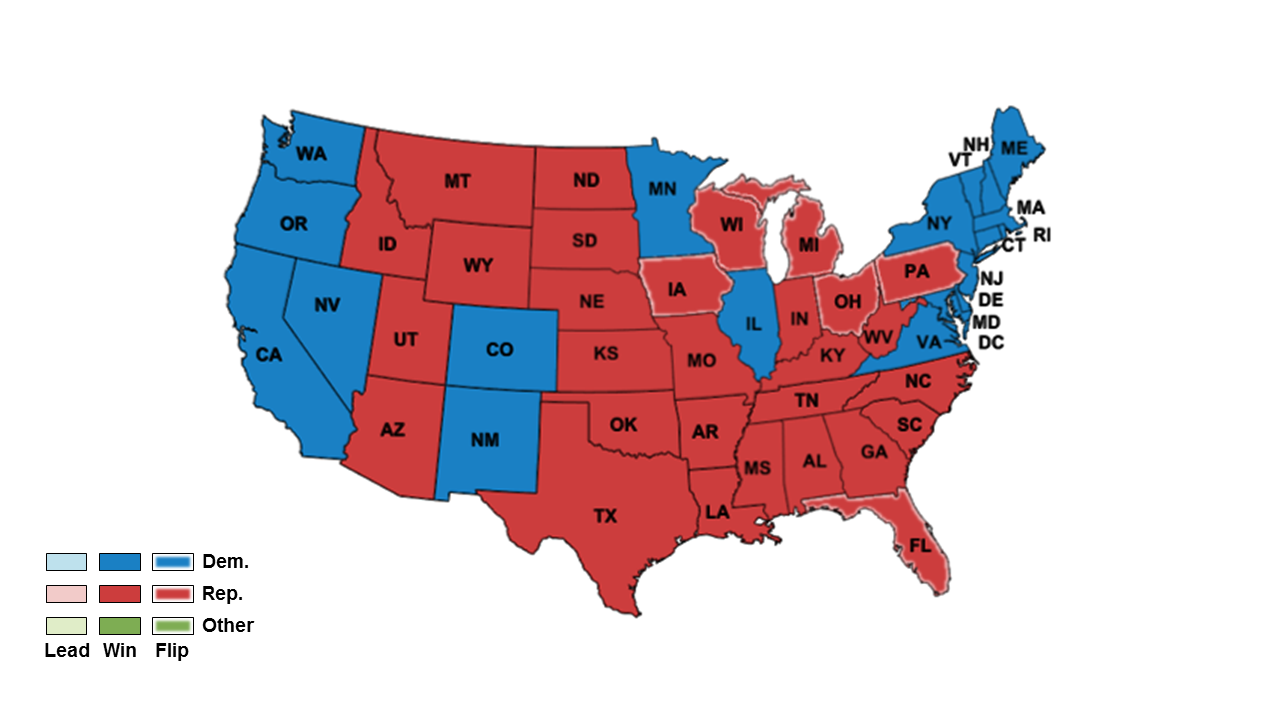 NH
ME
VT
WA
MT
ND
MN
MA
OR
NY
WI
RI
ID
SD
MI
CT
WY
PA
NJ
IA
NE
OH
DE
NV
IN
MD
IL
WV
UT
VA
DC
CO
CA
KS
KY
MO
NC
TN
AZ
OK
SC
AR
NM
GA
MS
AL
TX
LA
FL
Dem.
Rep.
Other
Lead Win Flip